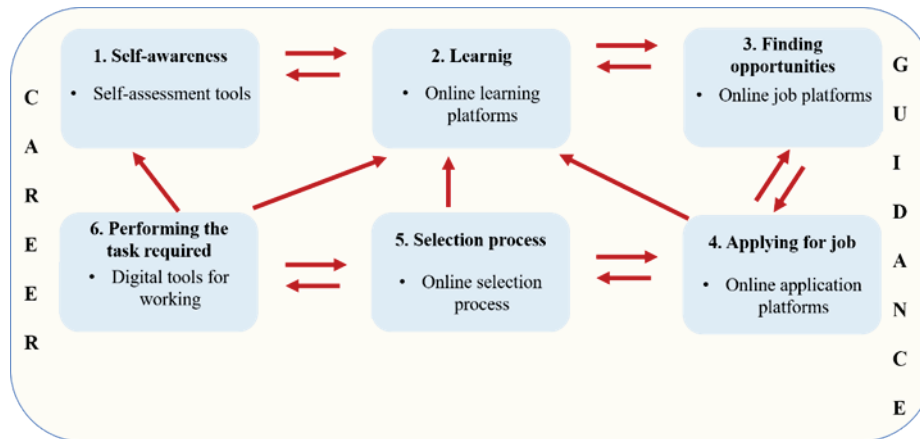 CAREER
1. Self-awareness
• Self-assessment tools
2. Learnig
• Online learning
platforms
3. Finding
opportunities
• Online job platforms
6. Performing the
task required
• Digital tools for
working
5. Selection process
• Online selection
process
4. Applying for job
• Online application
platforms
GUIDANCE